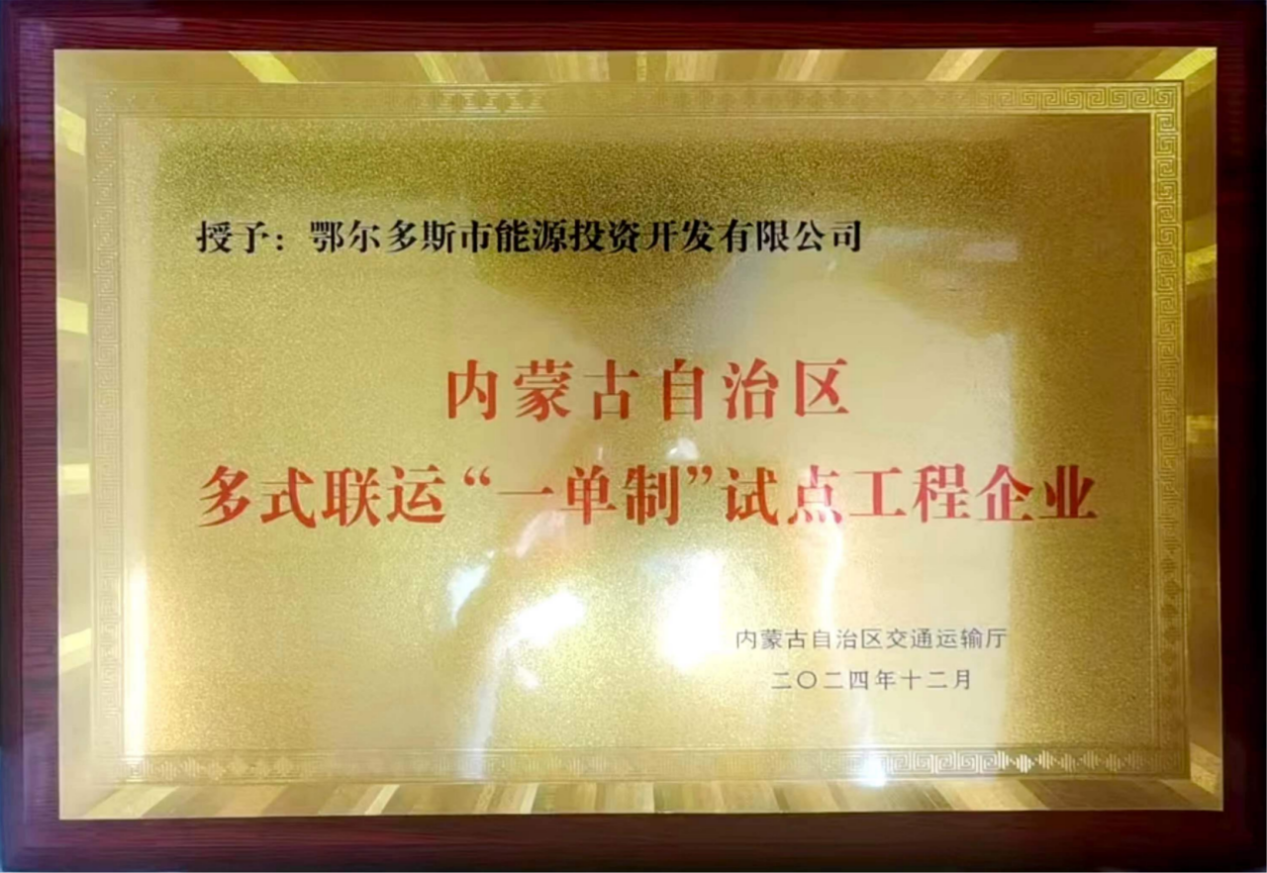 授予：鄂尔多斯市能源投资开发有限公司
内蒙古自治区
多式联运“一单制”试点工程企业
内蒙古自治区交通运输厅
二〇二四年十二月